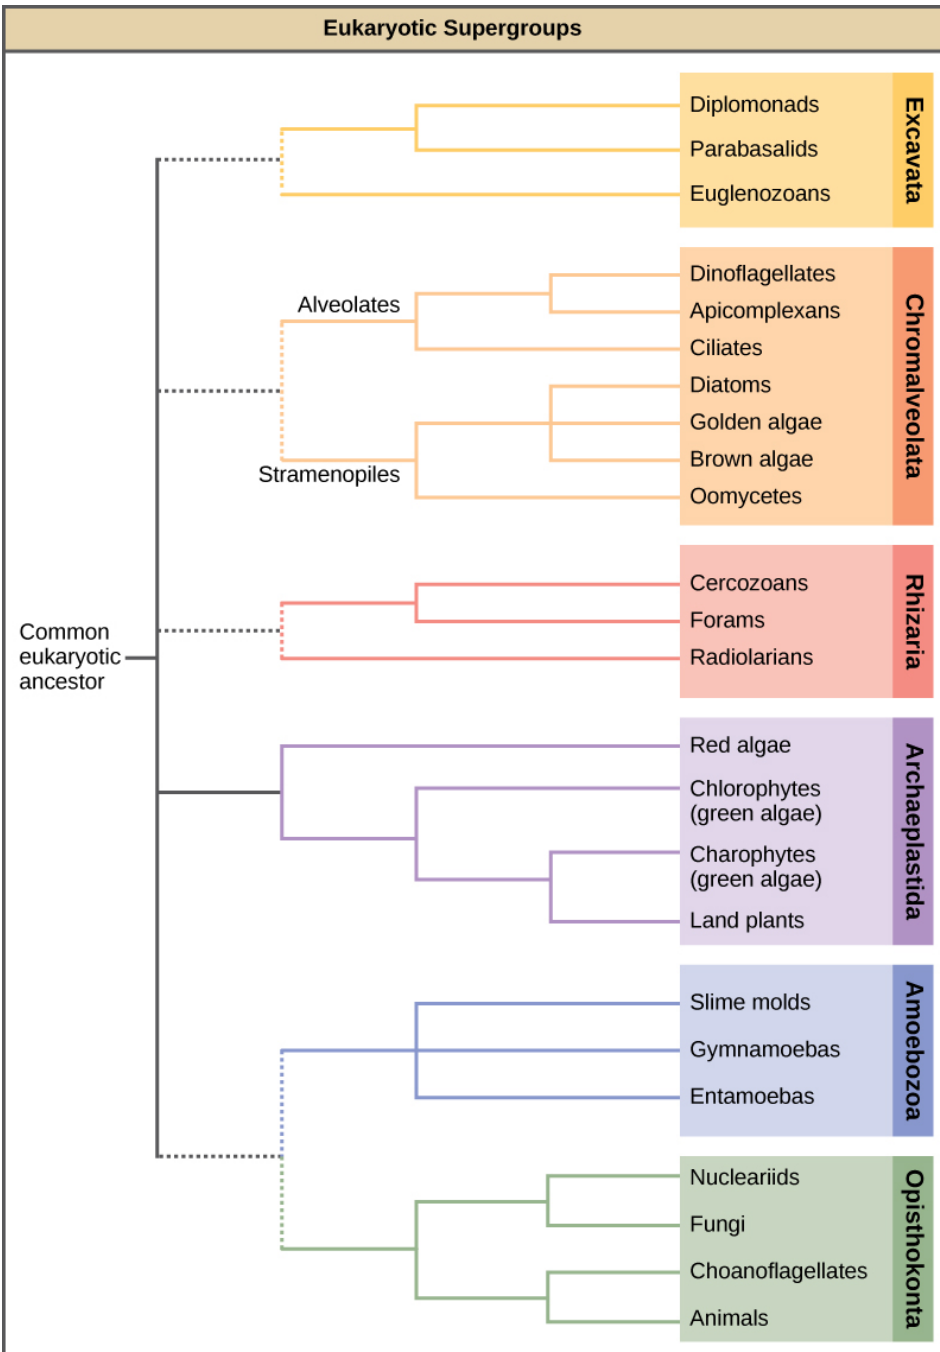 Eukaryotic Supergroups
Diplomonads
Parabasalids
Euglenozoans
Excavata
Alveolates
Dinoflagellates
Apicomplexans
Ciliates
Diatoms
Golden algae
Brown algae
Stramenopiles
Oomycetes
Chromalveolata
Cercozoans
Forams
Radiolarians
Rhizaria
Common
eukaryotic
ancestor
Red algae
Chlorophytes
(green algae)
Charophytes
(green algae)
Land plants
Archaeplastida
Slime molds
Gymnamoebas
Entamoebas
Amoebozoa
Nucleariids
Fungi
Choanoflagellates
Animals
Opisthokonta